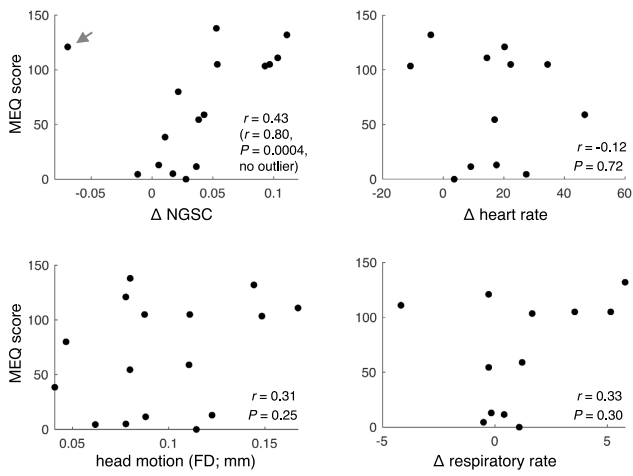 150
100
50
0
MEQ score
-0.05
0
0.05
0.1
Δ NGSC
r = 0.43
(r = 0.80,
P = 0.0004,
no outlier)
150
100
50
0
-20
0
20
40
60
Δ heart rate
r = -0.12
P = 0.72
150
100
50
0
MEQ score
0.05
0.1
0.15
head motion (FD; mm)
r = 0.31
P = 0.25
150
100
50
0
-5
0
5
Δ respiratory rate
r = 0.33
P = 0.30